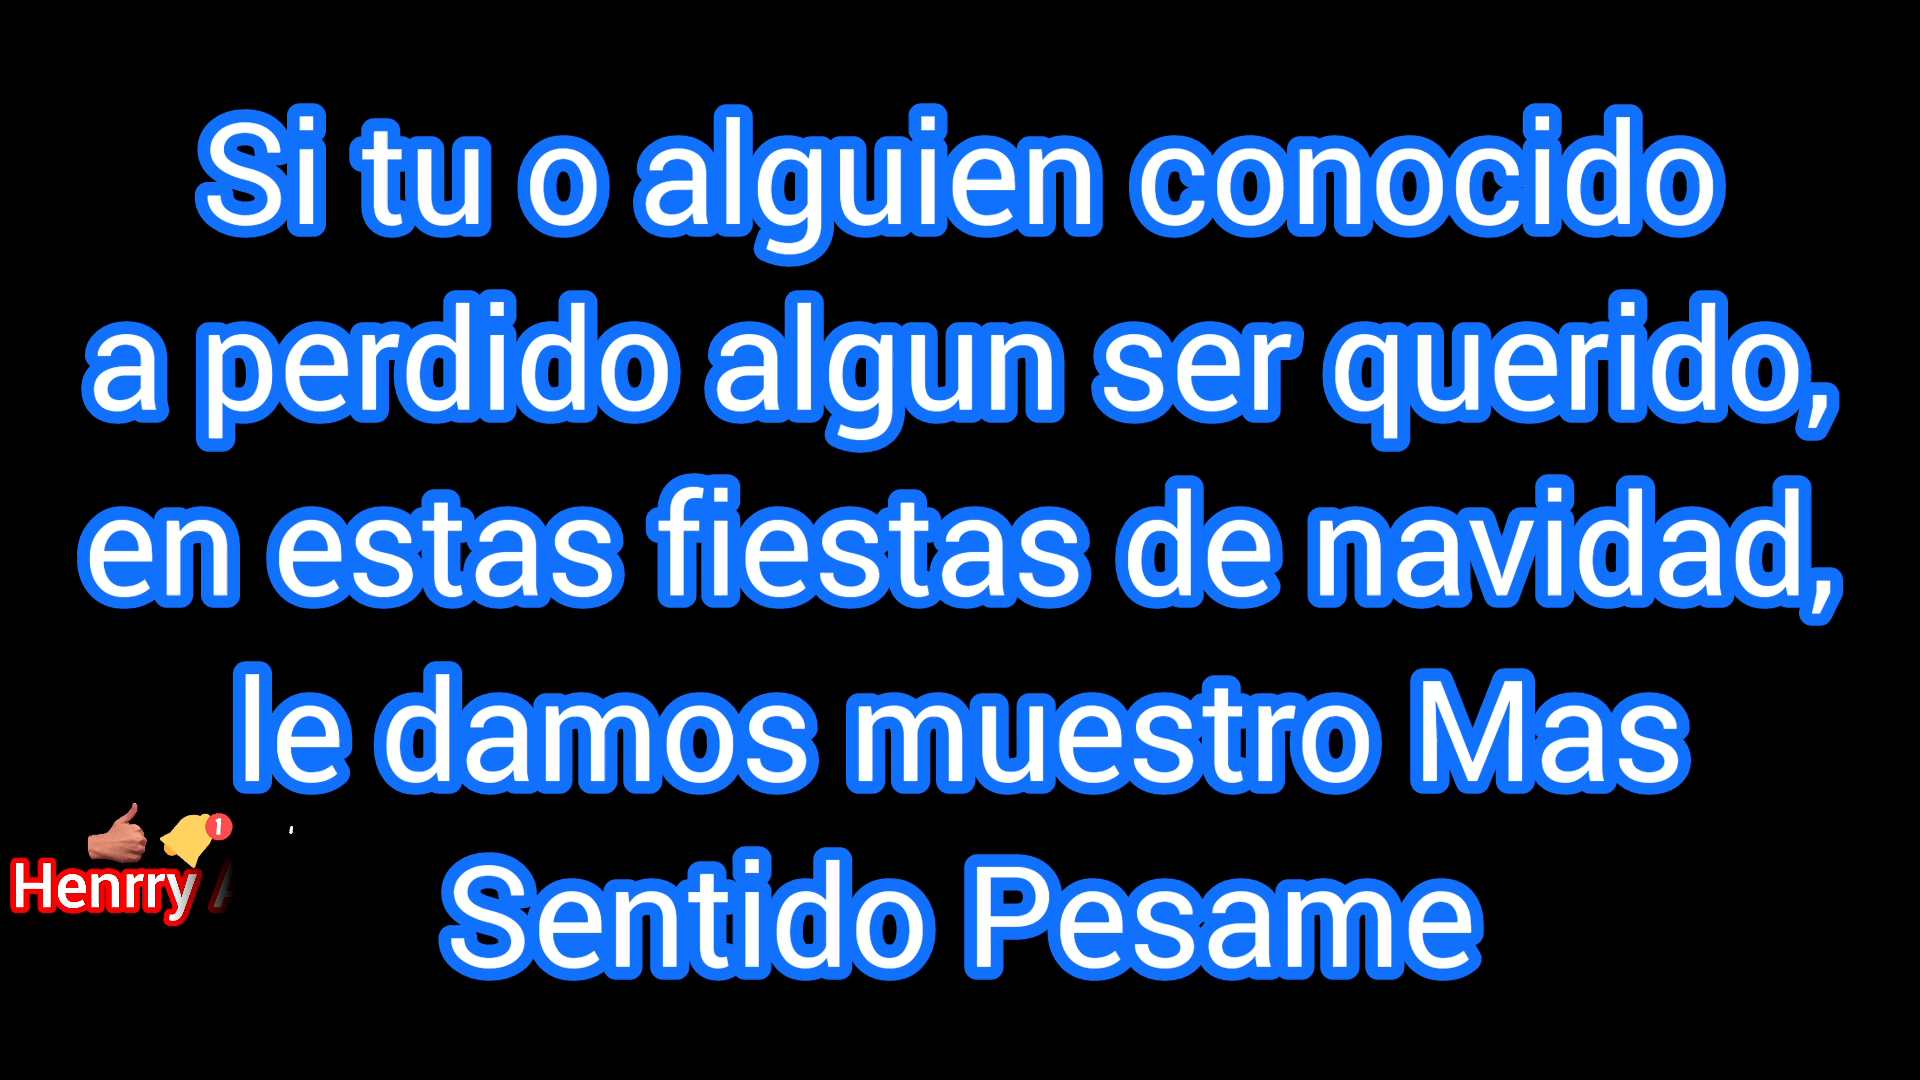 Si tu o alguien conocido
a perdido algun ser querido,
en estas fiestas de navidad,
le damos muestro Mas
Sentido Pesame
1
Henrry